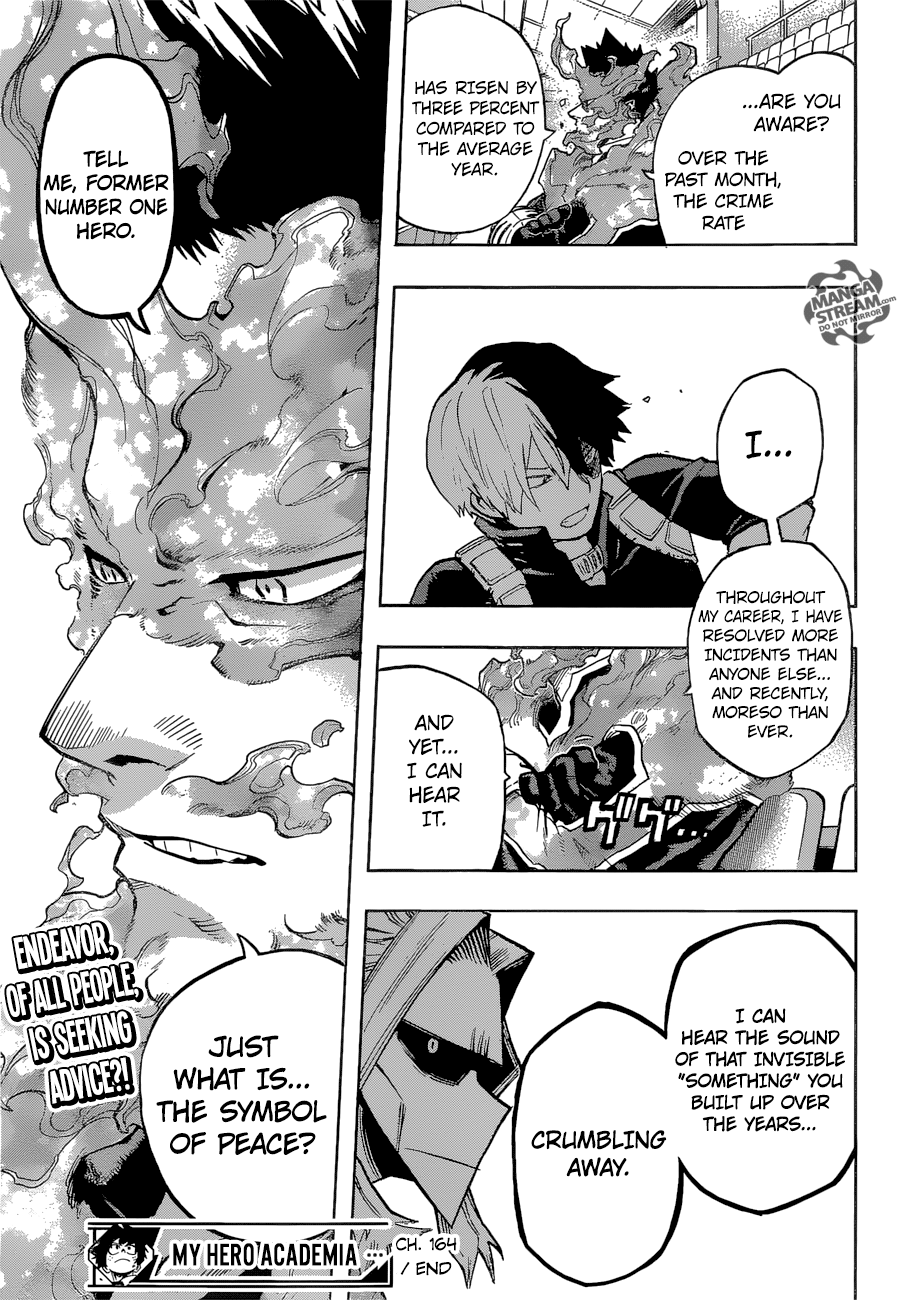 ...ARE YOU
AWARE?
OVER THE
PAST MONTH,
THE CRIME
RATE
HAS RISEN BY
THREE PERCENT
COMPARED TO
THE AVERAGE
YEAR.
MANGA
STREAM.com
DO NOT MIRROR
I...
THROUGHOUT
MY CAREER, I HAVE
RESOLVED MORE
INCIDENTS THAN
ANYONE ELSE...
AND RECENTLY,
MORESO THAN
EVER.
グググ...
AND
YET...
I CAN
HEAR
IT.
I CAN
HEAR THE SOUND
OF THAT INVISIBLE
"SOMETHING" YOU
BUILT UP OVER
THE YEARS...
CRUMBLING
AWAY.
TELL
ME, FORMER
NUMBER ONE
HERO.
JUST
WHAT IS...
THE SYMBOL
OF PEACE?
ENDEAVOR,
OF ALL PEOPLE,
IS SEEKING
ADVICE?!
MY HERO ACADEMIA ...
CH. 164
/ END